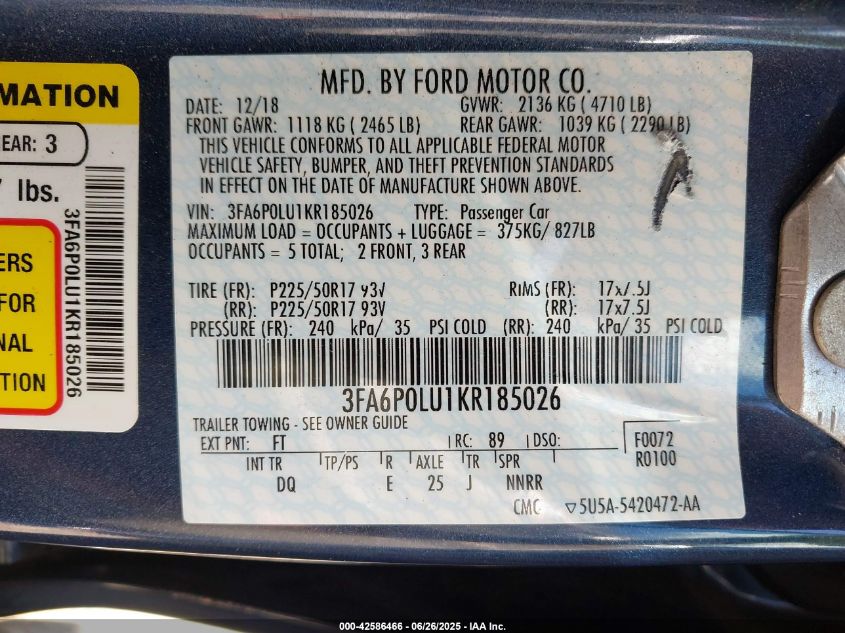 MATION
EAR: 3
lbs.
3FA6P0LU1KR185026
ERS
FOR
NAL
TION
MFD. BY FORD MOTOR CO.
DATE: 12/18 GVWR: 2136 KG ( 4710 LB)
FRONT GAWR: 1118 KG ( 2465 LB) REAR GAWR: 1039 KG ( 2290 LB)
THIS VEHICLE CONFORMS TO ALL APPLICABLE FEDERAL MOTOR
VEHICLE SAFETY, BUMPER, AND THEFT PREVENTION STANDARDS
IN EFFECT ON THE DATE OF MANUFACTURE SHOWN ABOVE.
A
VIN: 3FA6P0LU1KR185026 TYPE: Passenger Car
MAXIMUM LOAD = OCCUPANTS + LUGGAGE = 375KG/ 827LB
OCCUPANTS = 5 TOTAL; 2 FRONT, 3 REAR
TIRE (FR): P225/50R17 93V RIMS (FR): 17x7.5J
(RR): P225/50R17 93V (RR): 17x7.5J
PRESSURE (FR): 240 kPa/ 35 PSI COLD (RR): 240 kPa/ 35 PSI COLD
3FA6P0LU1KR185026
TRAILER TOWING - SEE OWNER GUIDE
EXT PNT: FT RC: 89 DSO: F0072
INT TR TP/PS R AXLE TR SPR R0100
DQ E 25 J NNRR
CMC ▽5U5A-5420472-AA
000-42586466 - 06/26/2025 - IAA Inc.